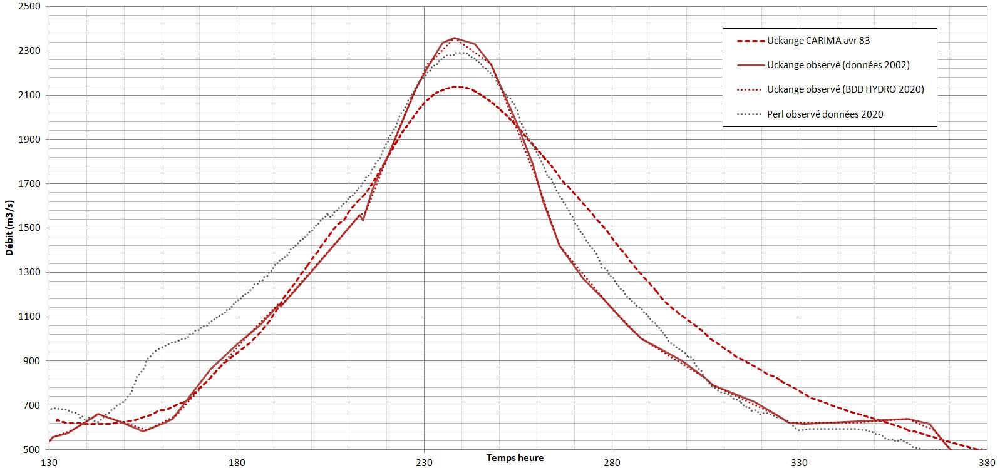 2500
2300
2100
1900
1700
1500
1300
1100
900
700
500
Débit (m3/s)
130
180
230
280
330
380
Temps heure
Uckange CARIMA avr 83
Uckange observé (données 2002)
Uckange observé (BDD HYDRO 2020)
Perl observé données 2020